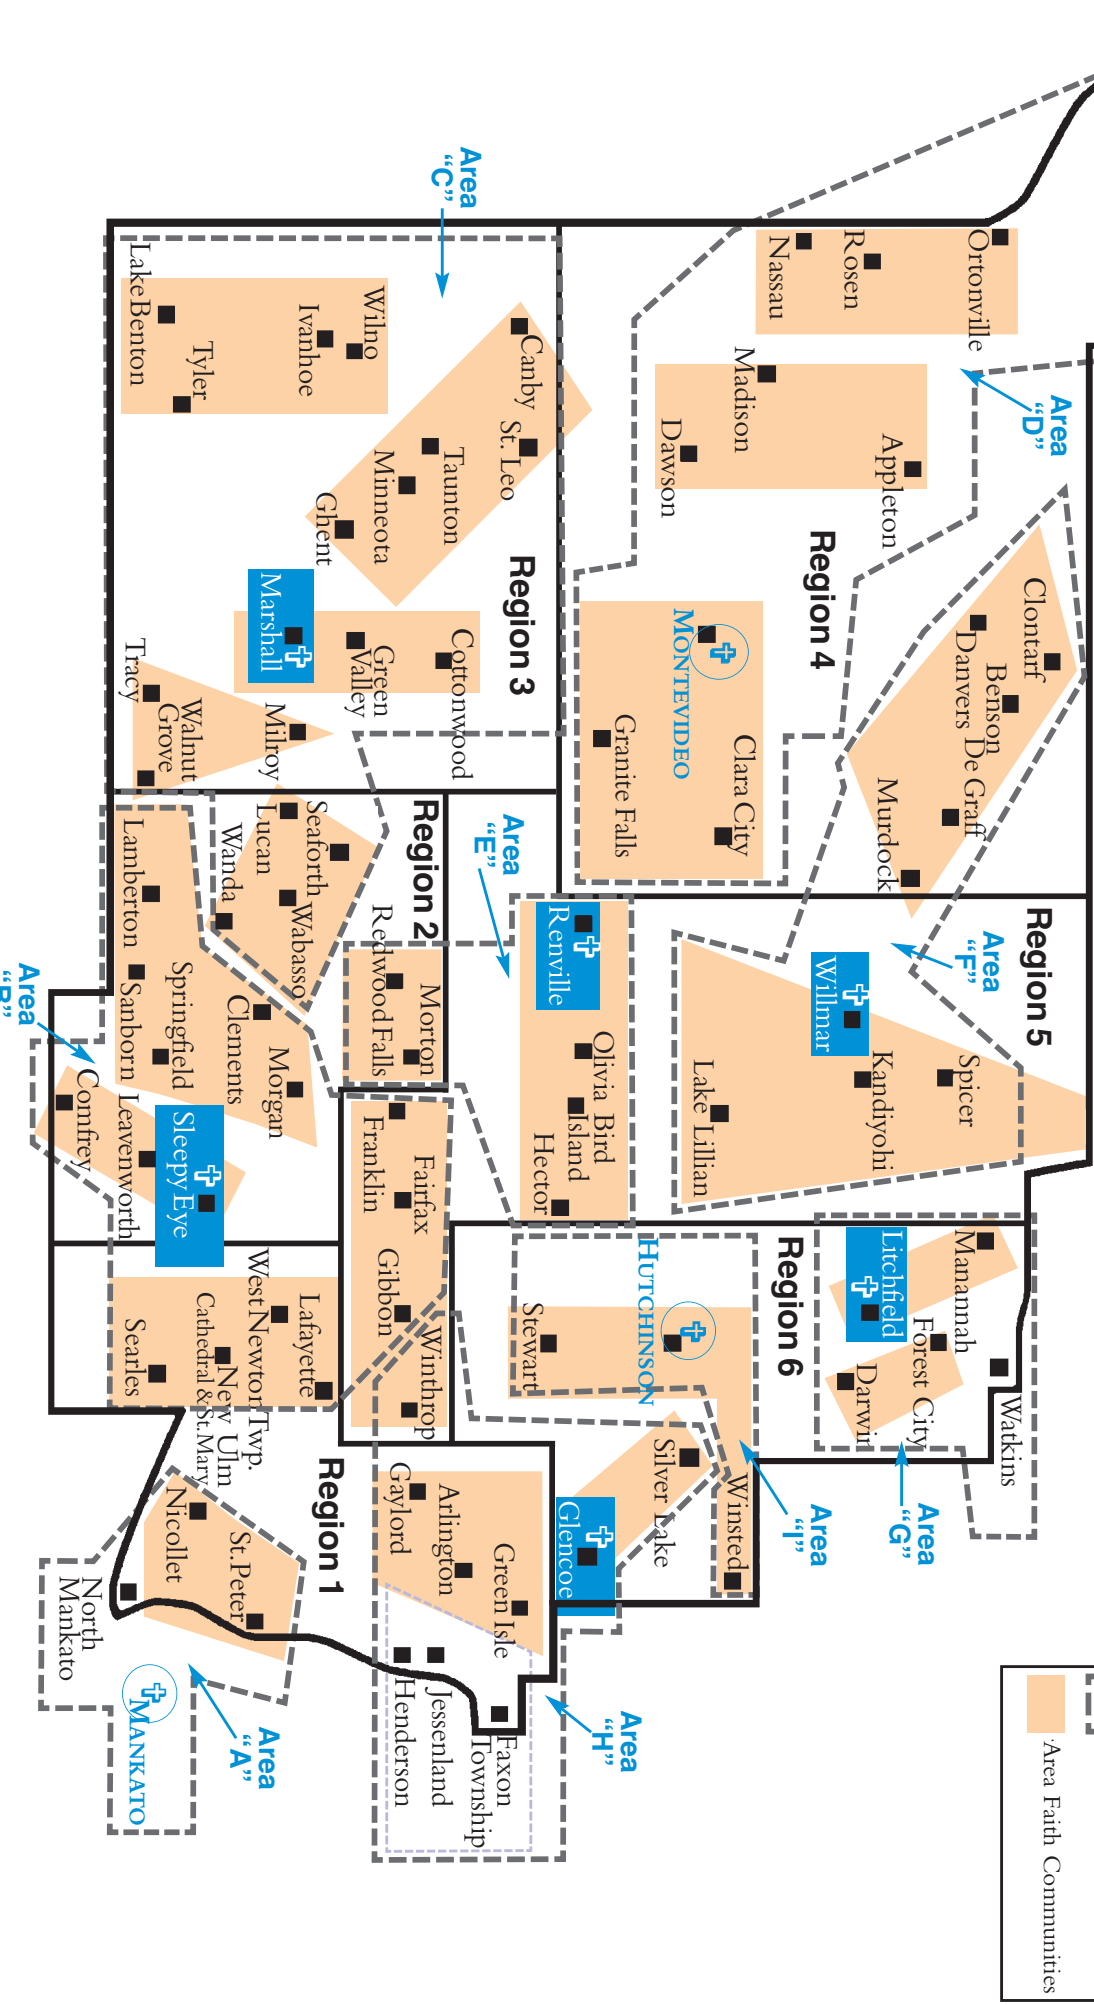 Area Faith Communities
Ortonville
Rosen
Nassau
Area
"D"
Madison
Appleton
Dawson
Region 4
Clontarf
Danvers
Benson
De Graff
Murdock
MONTEVIDEO
Clara City
Granite Falls
Region 5
Area
"F"
Willmar
Spicer
Kandiyohi
Lake Lillian
Manannah
Litchfield
Forest City
Darwin
Watkins
Area
"G"
Region 6
HUTCHINSON
Stewart
Winsted
Silver Lake
Glencoe
Area
"I"
Area
"C"
Canby
St. Leo
Taunton
Minneota
Ghent
Wilno
Ivanhoe
Tyler
Lake Benton
Region 3
Marshall
Cottonwood
Green
Valley
Milroy
Walnut
Grove
Tracy
Area
"E"
Renville
Olivia
Bird
Island
Hector
Region 2
Redwood Falls
Morton
Seaforth
Lucan
Wabasso
Wanda
Lamberton
Sanborn
Springfield
Clements
Morgan
Area
"B"
Comfrey
Leavenworth
Sleepy Eye
Franklin
Fairfax
Gibbon
Winthrop
Lafayette
West Newton Twp.
New Ulm
Cathedral & St. Mary
Searles
Region 1
Gaylord
Arlington
Green Isle
Area
"H"
Faxon
Township
Jessenland
Henderson
Nicollet
St. Peter
North
Mankato
MANKATO
Area
"A"